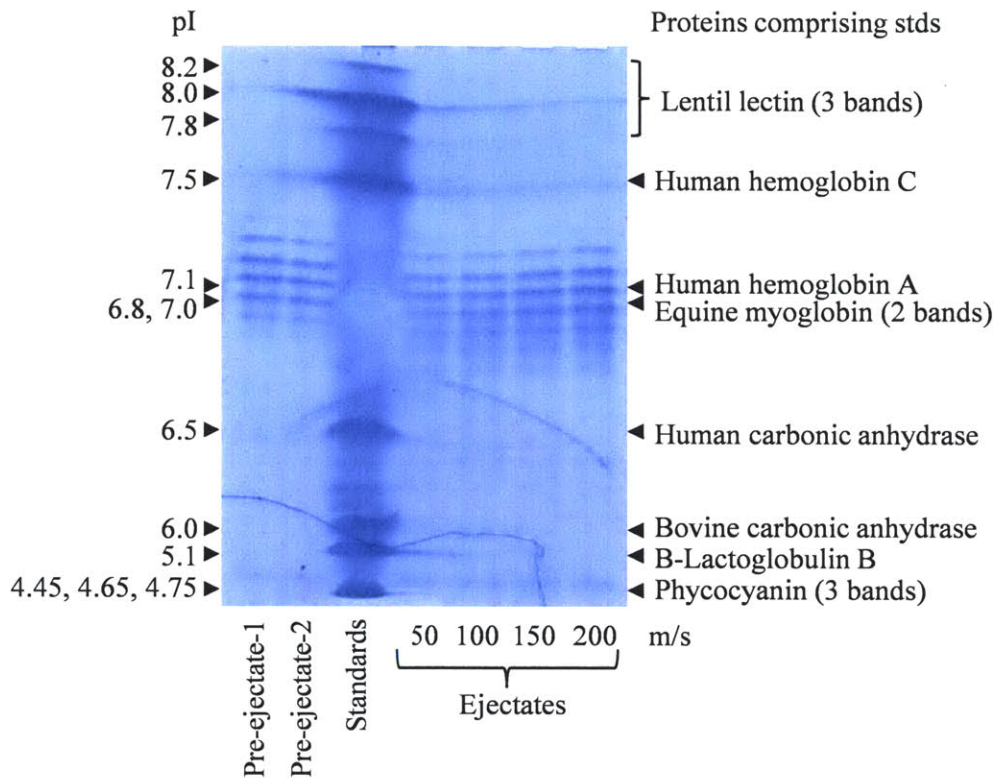 pI
Proteins comprising stds
8.2
8.0
7.8
7.5
7.1
6.8, 7.0
6.5
6.0
5.1
4.45, 4.65, 4.75
Lentil lectin (3 bands)
Human hemoglobin C
Human hemoglobin A
Equine myoglobin (2 bands)
Human carbonic anhydrase
Bovine carbonic anhydrase
B-Lactoglobulin B
Phycocyanin (3 bands)
Pre-ejectate-1
Pre-ejectate-2
Standards
50 100 150 200 m/s
Ejectates